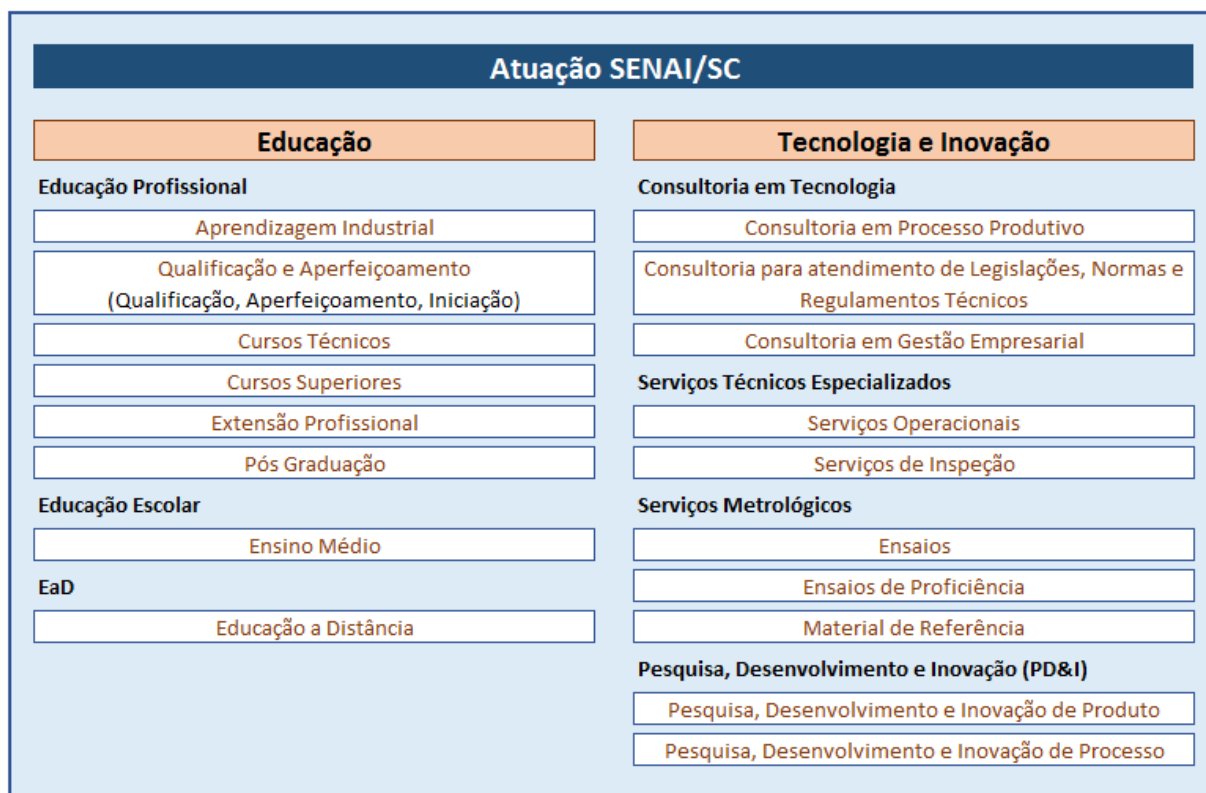 Atuação SENAI/SC
Educação
Educação Profissional
Aprendizagem Industrial
Qualificação e Aperfeiçoamento
(Qualificação, Aperfeiçoamento, Iniciação)
Cursos Técnicos
Cursos Superiores
Extensão Profissional
Pós Graduação
Educação Escolar
Ensino Médio
EaD
Educação a Distância
Tecnologia e Inovação
Consultoria em Tecnologia
Consultoria em Processo Produtivo
Consultoria para atendimento de Legislações, Normas e
Regulamentos Técnicos
Consultoria em Gestão Empresarial
Serviços Técnicos Especializados
Serviços Operacionais
Serviços de Inspeção
Serviços Metrológicos
Ensaios
Ensaios de Proficiência
Material de Referência
Pesquisa, Desenvolvimento e Inovação (PD&I)
Pesquisa, Desenvolvimento e Inovação de Produto
Pesquisa, Desenvolvimento e Inovação de Processo